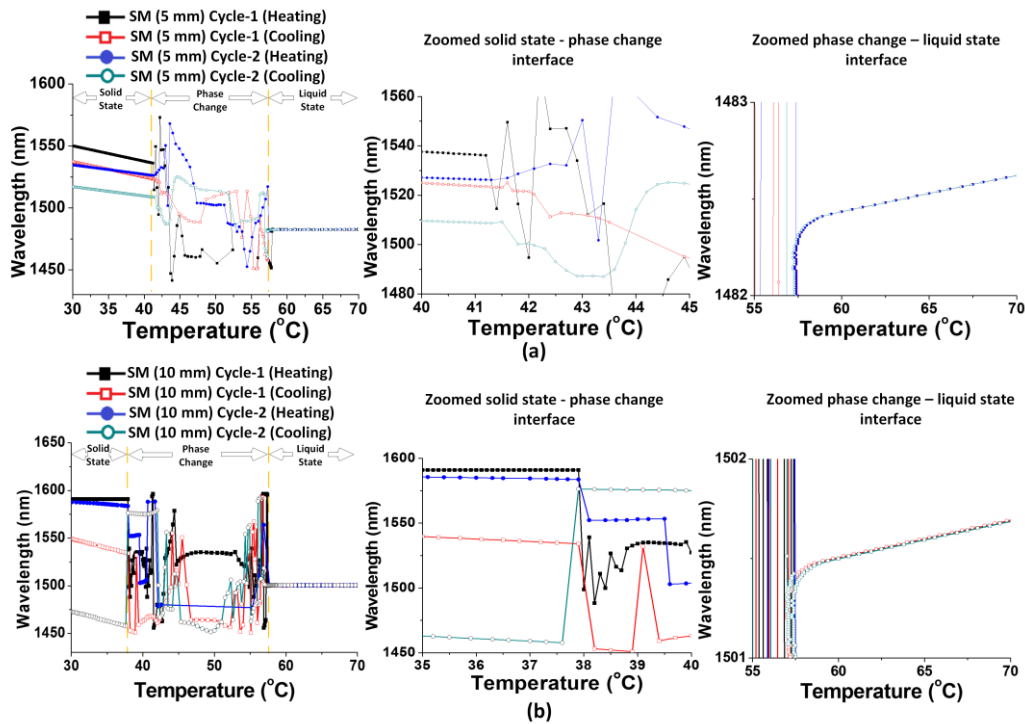 SM (5 mm) Cycle-1 (Heating)
SM (5 mm) Cycle-1 (Cooling)
SM (5 mm) Cycle-2 (Heating)
SM (5 mm) Cycle-2 (Cooling)
Solid
State
Phase
Change
Liquid
State
1600
1550
1500
1450
Wavelength (nm)
30 40 50 60 70
Temperature (°C)
Zoomed solid state - phase change
interface
1560
1540
1520
1500
1480
Wavelength (nm)
40 41 42 43 44 45
Temperature (°C)
Zoomed phase change – liquid state
interface
1483
1482
Wavelength (nm)
55 60 65 70
Temperature (°C)
(a)
SM (10 mm) Cycle-1 (Heating)
SM (10 mm) Cycle-1 (Cooling)
SM (10 mm) Cycle-2 (Heating)
SM (10 mm) Cycle-2 (Cooling)
Solid
State
Phase
Change
Liquid
State
1650
1600
1550
1500
1450
Wavelength (nm)
30 40 50 60 70
Temperature (°C)
Zoomed solid state - phase change
interface
1600
1550
1500
1450
Wavelength (nm)
35 36 37 38 39 40
Temperature (°C)
Zoomed phase change – liquid state
interface
1502
1501
Wavelength (nm)
55 60 65 70
Temperature (°C)
(b)